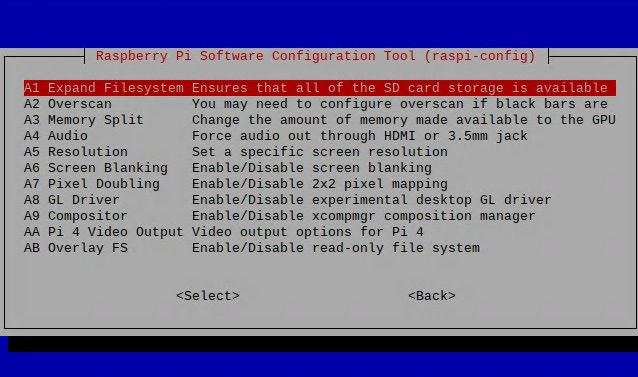 Raspberry Pi Software Configuration Tool (raspi-config)
A1 Expand Filesystem Ensures that all of the SD card storage is available
A2 Overscan You may need to configure overscan if black bars are
A3 Memory Split Change the amount of memory made available to the GPU
A4 Audio Force audio out through HDMI or 3.5mm jack
A5 Resolution Set a specific screen resolution
A6 Screen Blanking Enable/Disable screen blanking
A7 Pixel Doubling Enable/Disable 2x2 pixel mapping
A8 GL Driver Enable/Disable experimental desktop GL driver
A9 Compositor Enable/Disable xcompmgr composition manager
AA Pi 4 Video Output Video output options for Pi 4
AB Overlay FS Enable/Disable read-only file system
<Select> <Back>